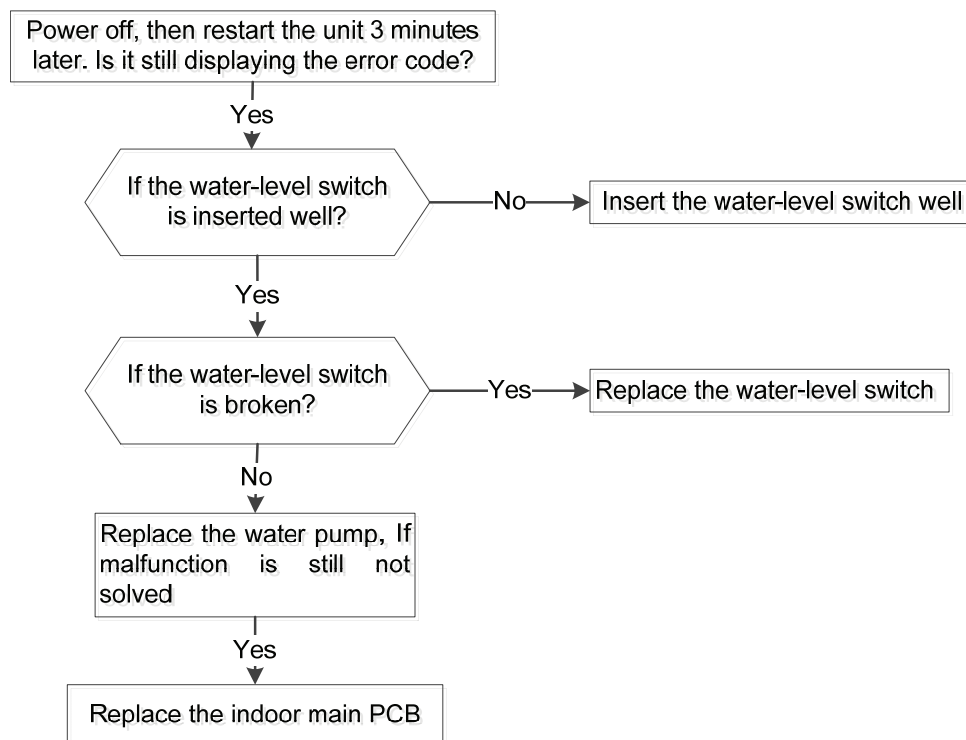 Power off, then restart the unit 3 minutes
later. Is it still displaying the error code?
Yes
If the water-level switch
is inserted well?
No
Insert the water-level switch well
Yes
If the water-level switch
is broken?
Yes
Replace the water-level switch
No
Replace the water pump, If
malfunction is still not
solved
Yes
Replace the indoor main PCB